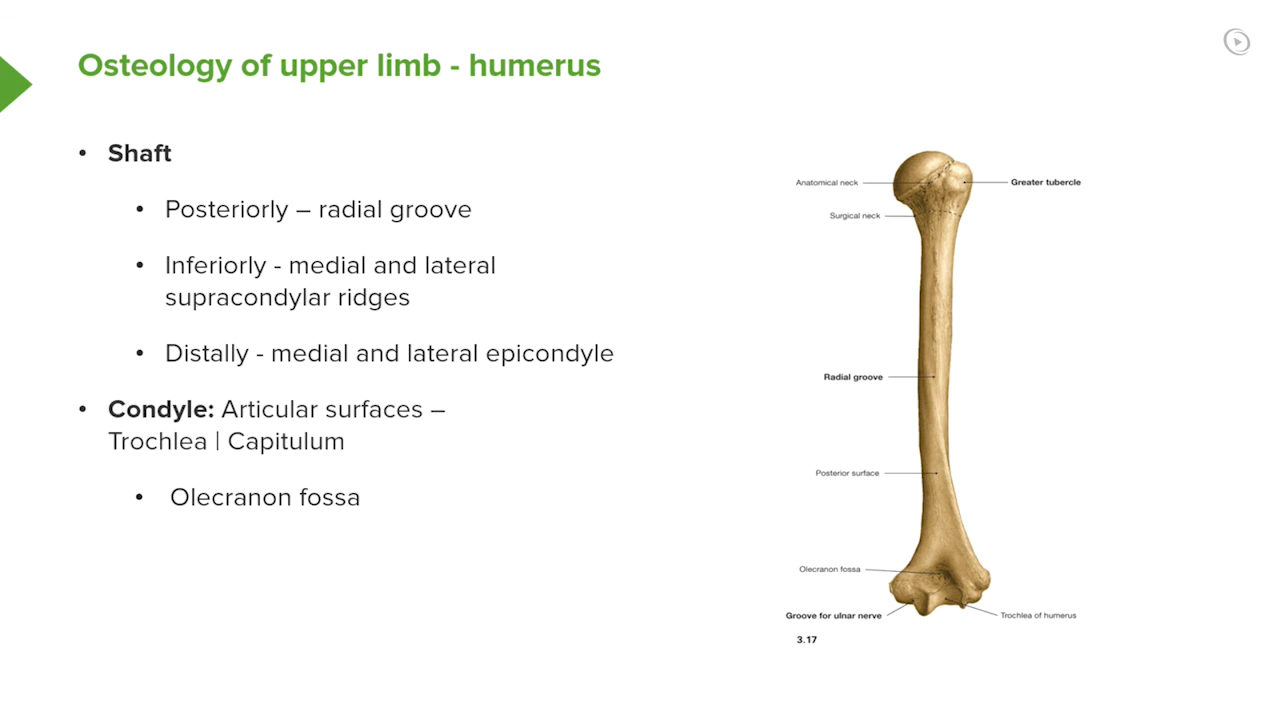 Osteology of upper limb - humerus
• Shaft
• Posteriorly – radial groove
• Inferiorly - medial and lateral
supracondylar ridges
• Distally - medial and lateral epicondyle
• Condyle: Articular surfaces –
Trochlea | Capitulum
• Olecranon fossa
Anatomical neck
Greater tubercle
Surgical neck
Radial groove
Posterior surface
Olecranon fossa
Groove for ulnar nerve
Trochlea of humerus
3.17